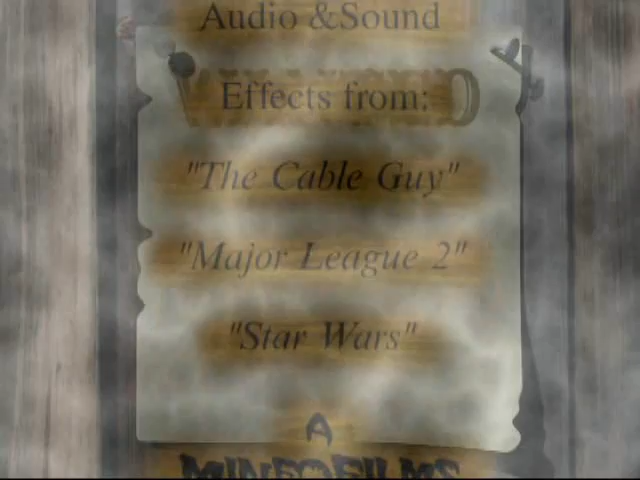 Audio &Sound
Effects from:
"The Cable Guy"
"Major League 2"
"Star Wars"
A